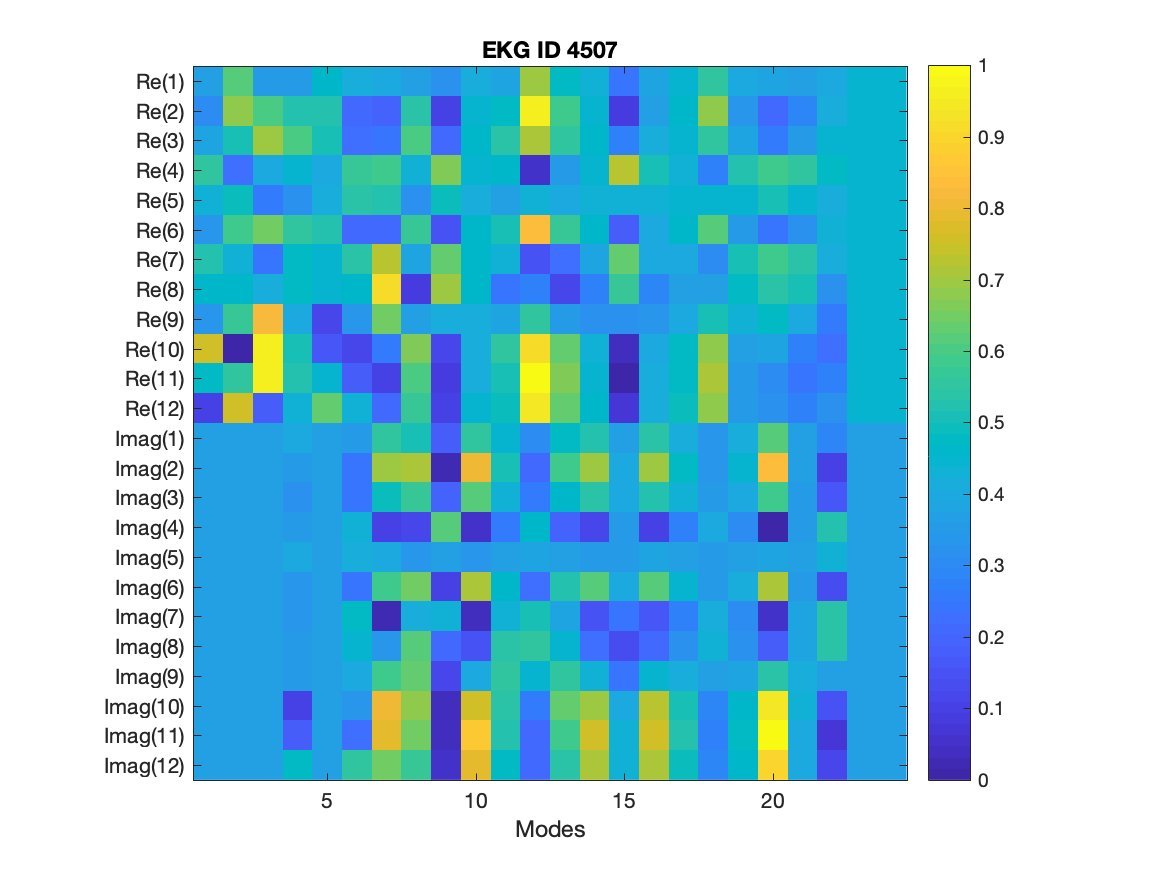 EKG ID 4507
Re(1)
Re(2)
Re(3)
Re(4)
Re(5)
Re(6)
Re(7)
Re(8)
Re(9)
Re(10)
Re(11)
Re(12)
Imag(1)
Imag(2)
Imag(3)
Imag(4)
Imag(5)
Imag(6)
Imag(7)
Imag(8)
Imag(9)
Imag(10)
Imag(11)
Imag(12)
5 10 15 20
Modes
1
0.9
0.8
0.7
0.6
0.5
0.4
0.3
0.2
0.1
0